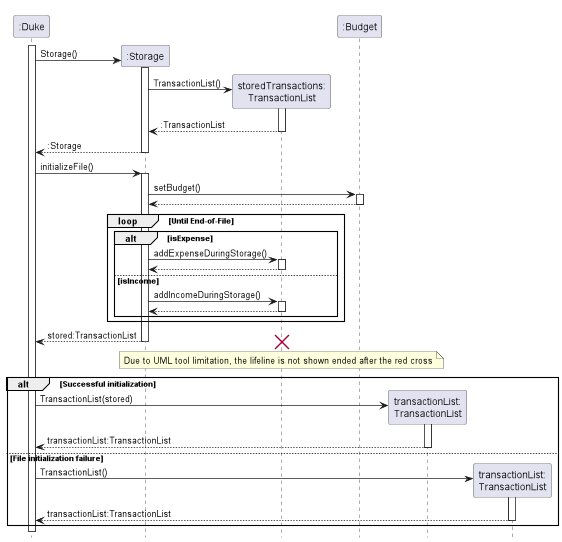 :Duke
:Budget
Storage()
:Storage
TransactionList()
storedTransactions:
TransactionList
:TransactionList
:Storage
initializeFile()
setBudget()
loop [Until End-of-File]
alt [isExpense]
addExpenseDuringStorage()
[isIncome]
addIncomeDuringStorage()
stored:TransactionList
Due to UML tool limitation, the lifeline is not shown ended after the red cross
alt [Successful initialization]
TransactionList(stored)
transactionList:
TransactionList
transactionList:TransactionList
[File initialization failure]
TransactionList()
transactionList:
TransactionList
transactionList:TransactionList